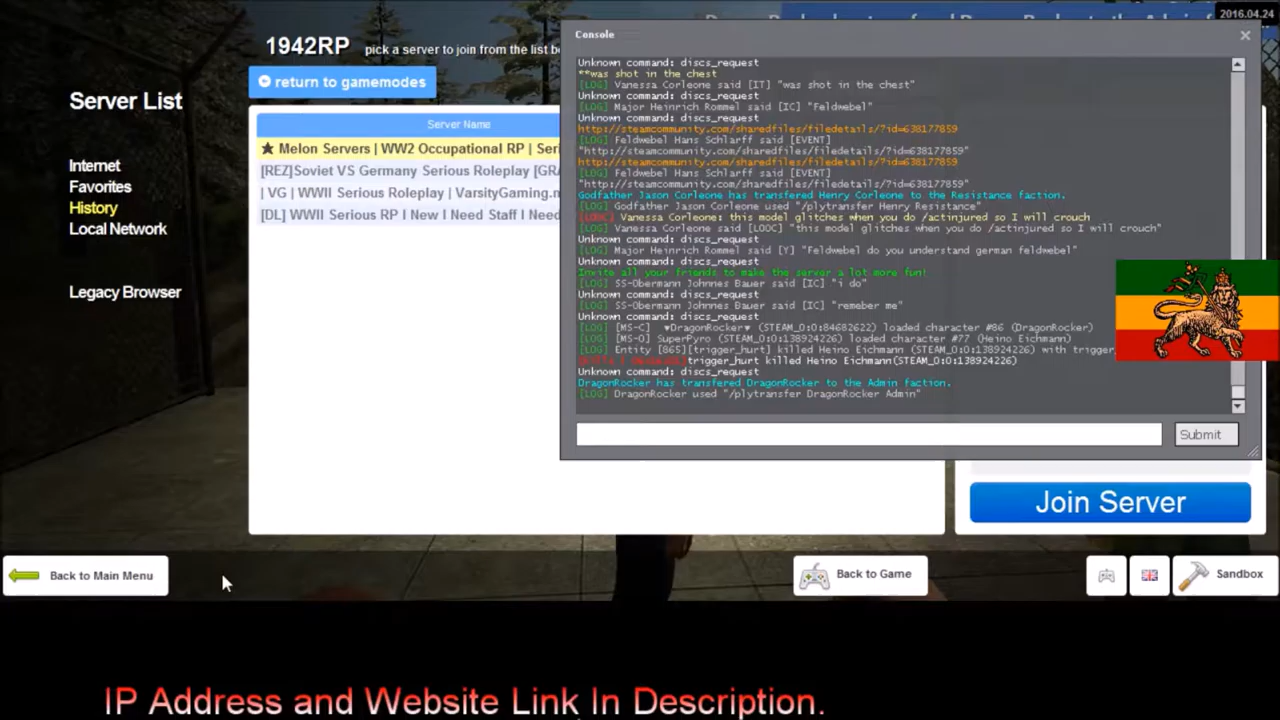 2016.04.24
1942RP pick a server to join from the list be
return to gamemodes
Server List
Internet
Favorites
History
Local Network
Legacy Browser
Server Name
★ Melon Servers | WW2 Occupational RP | Seri
[REZ]Soviet VS Germany Serious Roleplay [GRA
| VG | WWII Serious Roleplay | VarsityGaming.n
[DL] WWII Serious RP I New I Need Staff I Need
Console
Unknown command: discs_request
**was shot in the chest
[LOG] Vanessa Corleone said [IT] "was shot in the chest"
Unknown command: discs_request
[LOG] Major Heinrich Rommel said [IC] "Feldwebel"
Unknown command: discs_request
http://steamcommunity.com/sharedfiles/filedetails/?id=638177859
[LOG] Feldwebel Hans Schlarff said [EVENT]
"http://steamcommunity.com/sharedfiles/filedetails/?id=638177859"
http://steamcommunity.com/sharedfiles/filedetails/?id=638177859
[LOG] Feldwebel Hans Schlarff said [EVENT]
"http://steamcommunity.com/sharedfiles/filedetails/?id=638177859"
Godfather Jason Corleone has transfered Henry Corleone to the Resistance faction.
[LOG] Godfather Jason Corleone used "/plytransfer Henry Resistance"
[LOOC] Vanessa Corleone: this model glitches when you do /actinjured so I will crouch
[LOG] Vanessa Corleone said [LOOC] "this model glitches when you do /actinjured so I will crouch"
Unknown command: discs_request
[LOG] Major Heinrich Rommel said [Y] "Feldwebel do you understand german feldwebel"
Unknown command: discs_request
Invite all your friends to make the server a lot more fun!
[LOG] SS-Obermann Johnnes Bauer said [IC] "i do"
Unknown command: discs_request
[LOG] SS-Obermann Johnnes Bauer said [IC] "remeber me"
Unknown command: discs_request
[LOG] [MS-C] ♥DragonRocker♥ (STEAM_0:0:84682622) loaded character #86 (DragonRocker)
[LOG] [MS-O] SuperPyro (STEAM_0:0:138924226) loaded character #77 (Heino Eichmann)
[LOG] Entity [865][trigger_hurt] killed Heino Eichmann (STEAM_0:0:138924226) with trigger_
trigger_hurt killed Heino Eichmann(STEAM_0:0:138924226)
Unknown command: discs_request
DragonRocker has transfered DragonRocker to the Admin faction.
[LOG] DragonRocker used "/plytransfer DragonRocker Admin"
Submit
Join Server
Back to Main Menu
Back to Game
Sandbox
IP Address and Website Link In Description.